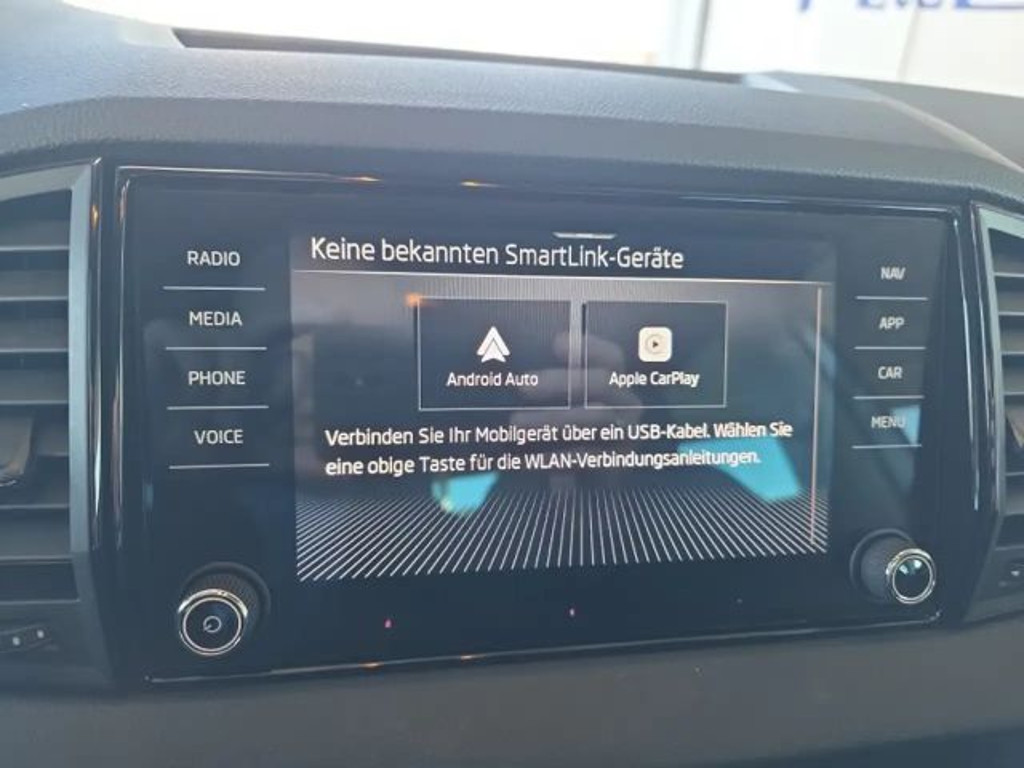 Keine bekannten SmartLink-Geräte
RADIO
MEDIA
PHONE
VOICE
Android Auto
Apple CarPlay
Verbinden Sie Ihr Mobilgerät über ein USB-Kabel. Wählen Sie
eine obige Taste für die WLAN-Verbindungsanleitungen.
NAV
APP
CAR
MENU